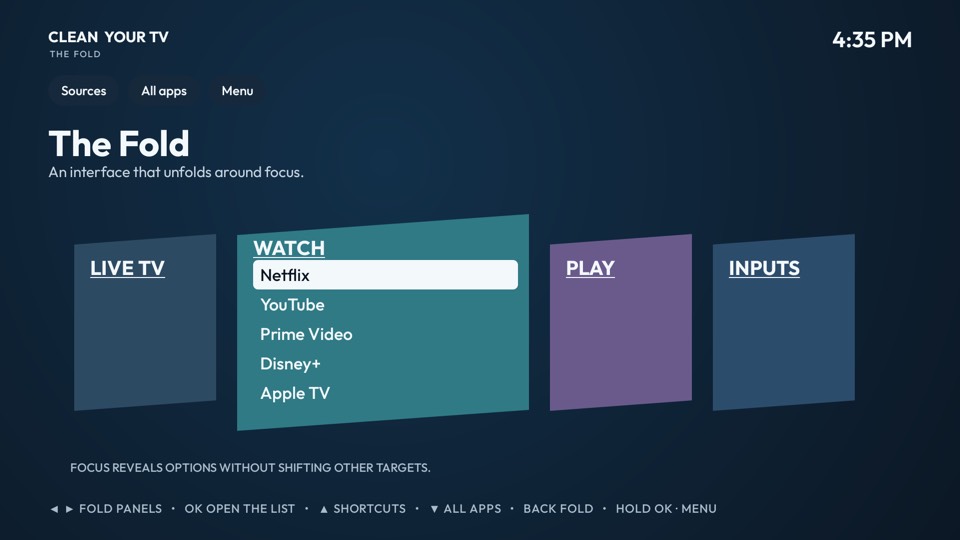 CLEAN YOUR TV
THE FOLD
4:35 PM
Sources
All apps
Menu
The Fold
An interface that unfolds around focus.
LIVE TV
WATCH
Netflix
YouTube
Prime Video
Disney+
Apple TV
PLAY
INPUTS
FOCUS REVEALS OPTIONS WITHOUT SHIFTING OTHER TARGETS.
◄ ► FOLD PANELS • OK OPEN THE LIST • ▲ SHORTCUTS • ▼ ALL APPS • BACK FOLD • HOLD OK · MENU